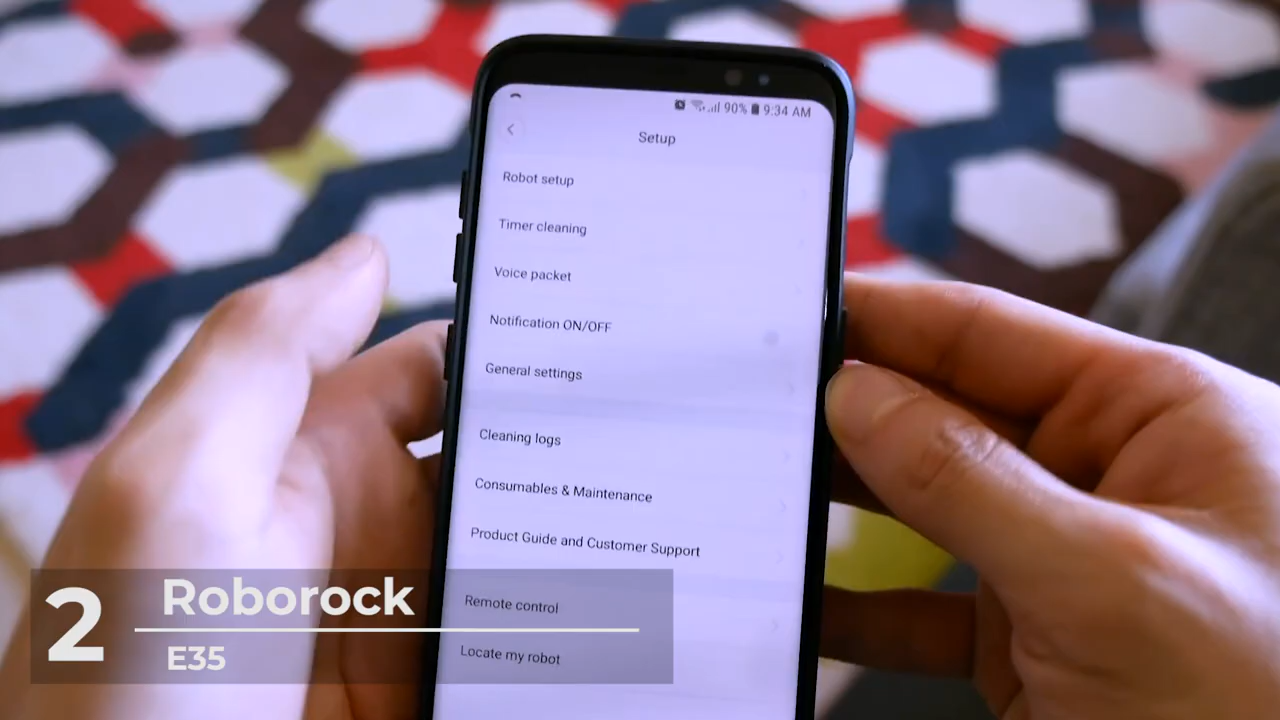 90% 9:34 AM
Setup
Robot setup
Timer cleaning
Voice packet
Notification ON/OFF
General settings
Cleaning logs
Consumables & Maintenance
Product Guide and Customer Support
Remote control
Locate my robot
2 Roborock
E35